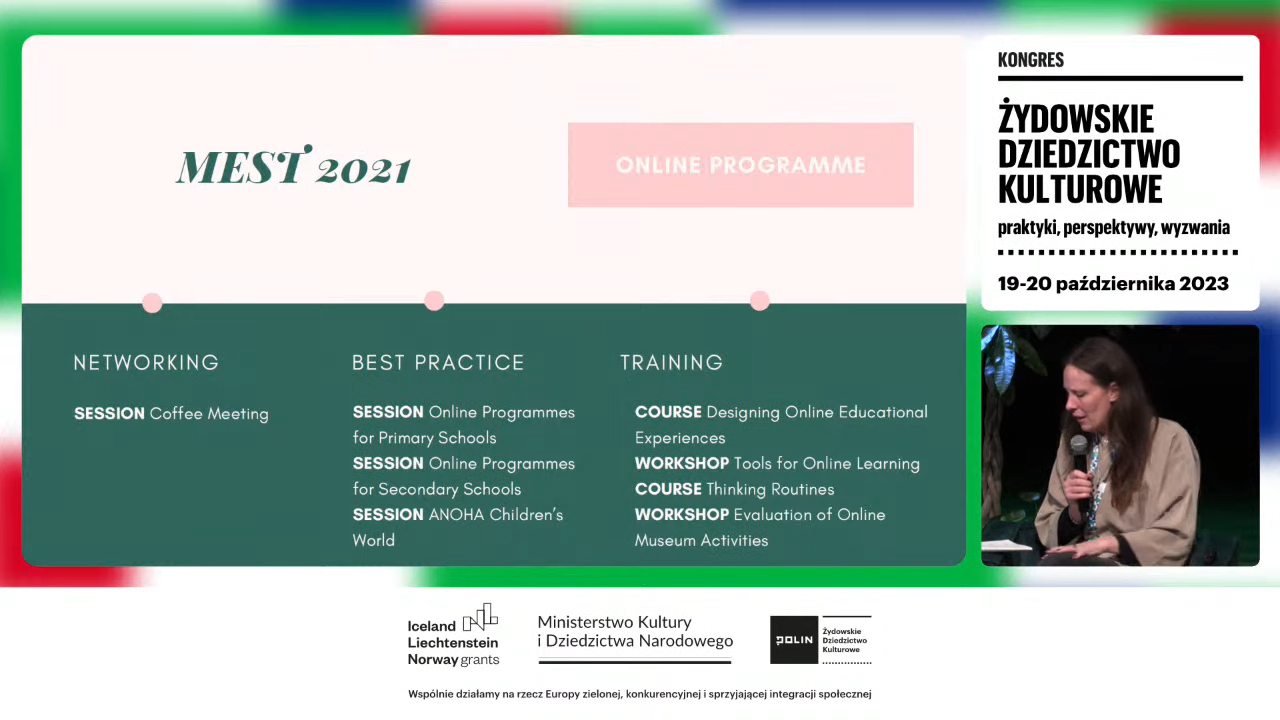 MEST 2021
ONLINE PROGRAMME
NETWORKING
SESSION Coffee Meeting
BEST PRACTICE
SESSION Online Programmes
for Primary Schools
SESSION Online Programmes
for Secondary Schools
SESSION ANOHA Children's
World
TRAINING
COURSE Designing Online Educational
Experiences
WORKSHOP Tools for Online Learning
COURSE Thinking Routines
WORKSHOP Evaluation of Online
Museum Activities
KONGRES
ŻYDOWSKIE
DZIEDZICTWO
KULTUROWE
praktyki, perspektywy, wyzwania
19-20 października 2023
Iceland
Liechtenstein
Norway grants
Ministerstwo Kultury
i Dziedzictwa Narodowego
POLIN
Żydowskie
Dziedzictwo
Kulturowe
Wspólnie działamy na rzecz Europy zielonej, konkurencyjnej i sprzyjającej integracji społecznej